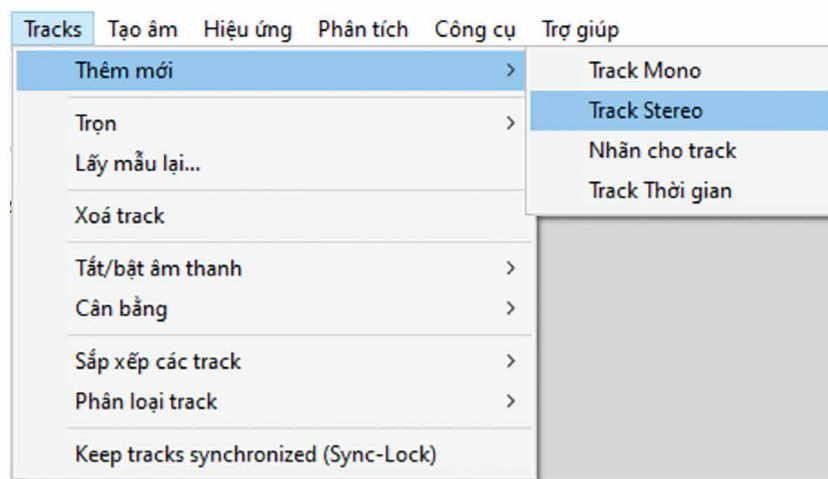 Tracks Tạo âm Hiệu ứng Phân tích Công cụ Trợ giúp
Thêm mới
Trọn
Lấy mẫu lại...
Xoá track
Tắt/bật âm thanh
Cân bằng
Sắp xếp các track
Phân loại track
Keep tracks synchronized (Sync-Lock)
Track Mono
Track Stereo
Nhãn cho track
Track Thời gian